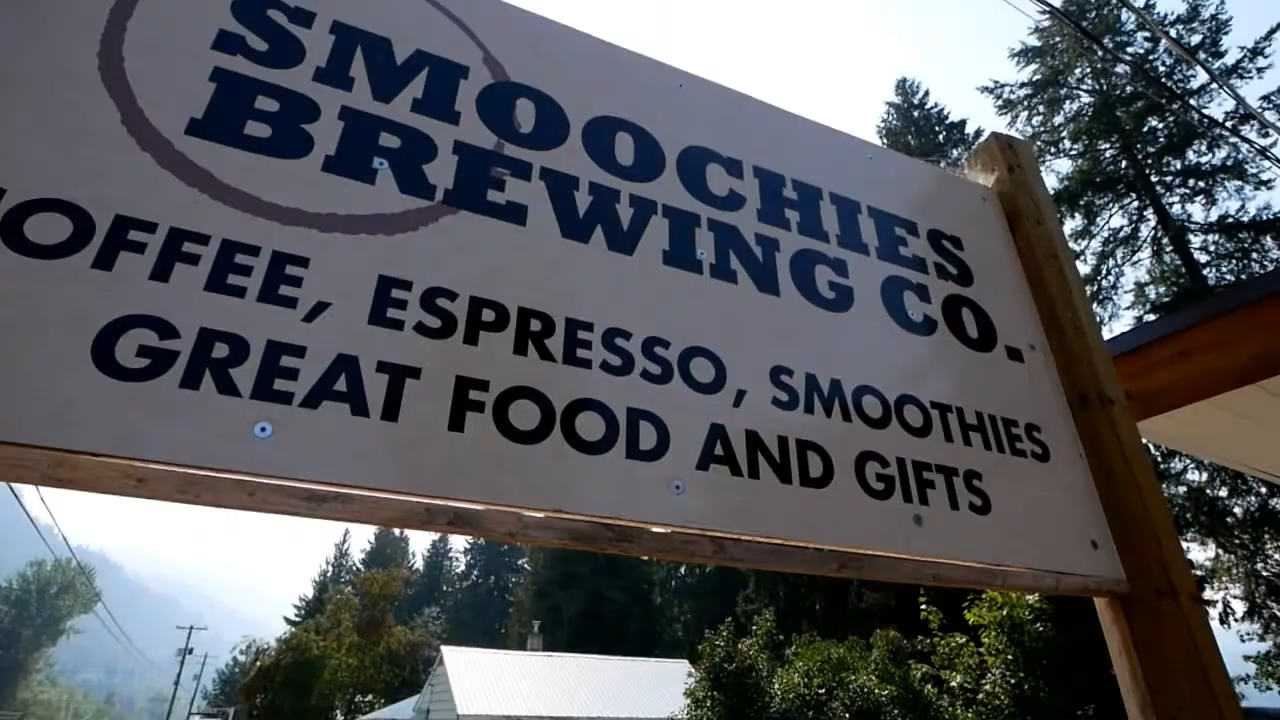 SMOOCHIES
BREWING CO.
OFFEE, ESPRESSO, SMOOTHIES
GREAT FOOD AND GIFTS